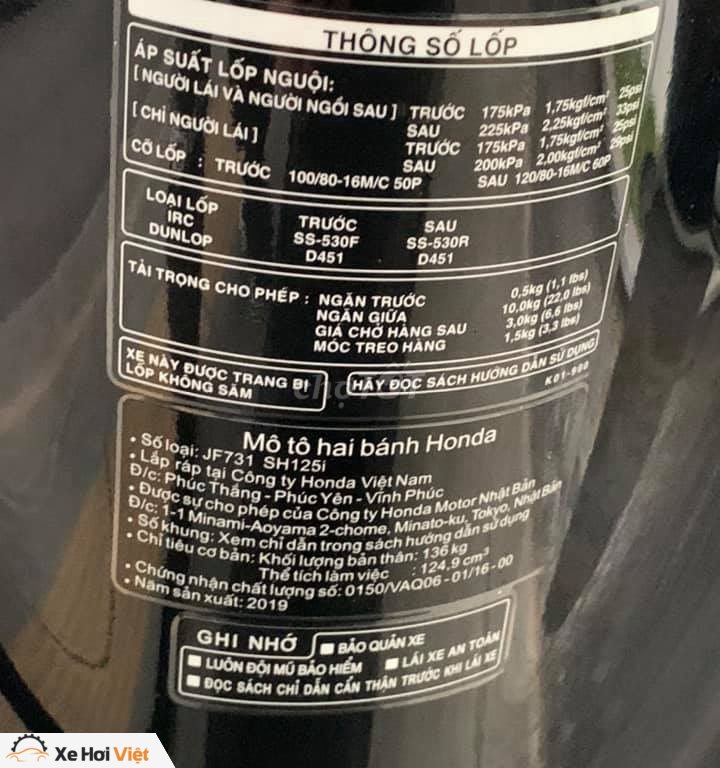 THÔNG SỐ LỐP
ÁP SUẤT LỐP NGUỘI:
[ NGƯỜI LÁI VÀ NGƯỜI NGỒI SAU ] TRƯỚC 175kPa 1,75kgf/cm² 25psi
SAU 225kPa 2,25kgf/cm² 33psi
[ CHỈ NGƯỜI LÁI ] TRƯỚC 175kPa 1,75kgf/cm² 25psi
SAU 200kPa 2,00kgf/cm² 29psi
CỠ LỐP : TRƯỚC 100/80-16M/C 50P SAU 120/80-16M/C 60P
LOẠI LỐP TRƯỚC SAU
IRC SS-530F SS-530R
DUNLOP D451 D451
TẢI TRỌNG CHO PHÉP : NGĂN TRƯỚC 0,5kg (1,1 lbs)
NGĂN GIỮA 10,0kg (22,0 lbs)
GIÁ CHỞ HÀNG SAU 3,0kg (6,6 lbs)
MÓC TREO HÀNG 1,5kg (3,3 lbs)
XE NÀY ĐƯỢC TRANG BỊ
LỐP KHÔNG SĂM
HÃY ĐỌC SÁCH HƯỚNG DẪN SỬ DỤNG
chợTỐT
Mô tô hai bánh Honda
• Số loại: JF731 SH125i
• Lắp ráp tại Công ty Honda Việt Nam
Đ/c: Phúc Thắng - Phúc Yên - Vĩnh Phúc
• Được sự cho phép của Công ty Honda Motor Nhật Bản
Đ/c: 1-1 Minami-Aoyama 2-chome, Minato-ku, Tokyo, Nhật Bản
• Số khung: Xem chỉ dẫn trong sách hướng dẫn sử dụng
• Chỉ tiêu cơ bản: Khối lượng bản thân: 136 kg
Thể tích làm việc : 124,9 cm³
• Chứng nhận chất lượng số: 0150/VAQ06 - 01/16 - 00
• Năm sản xuất: 2019
GHI NHỚ
BẢO QUẢN XE
LUÔN ĐỘI MŨ BẢO HIỂM LÁI XE AN TOÀN
ĐỌC SÁCH CHỈ DẪN CẨN THẬN TRƯỚC KHI LÁI XE
Xe Hơi Việt